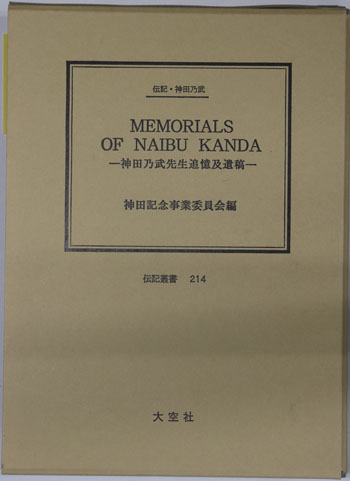 伝記・神田乃武
MEMORIALS
OF NAIBU KANDA
―神田乃武先生追憶及遺稿―
神田記念事業委員会編
伝記叢書 214
大空社